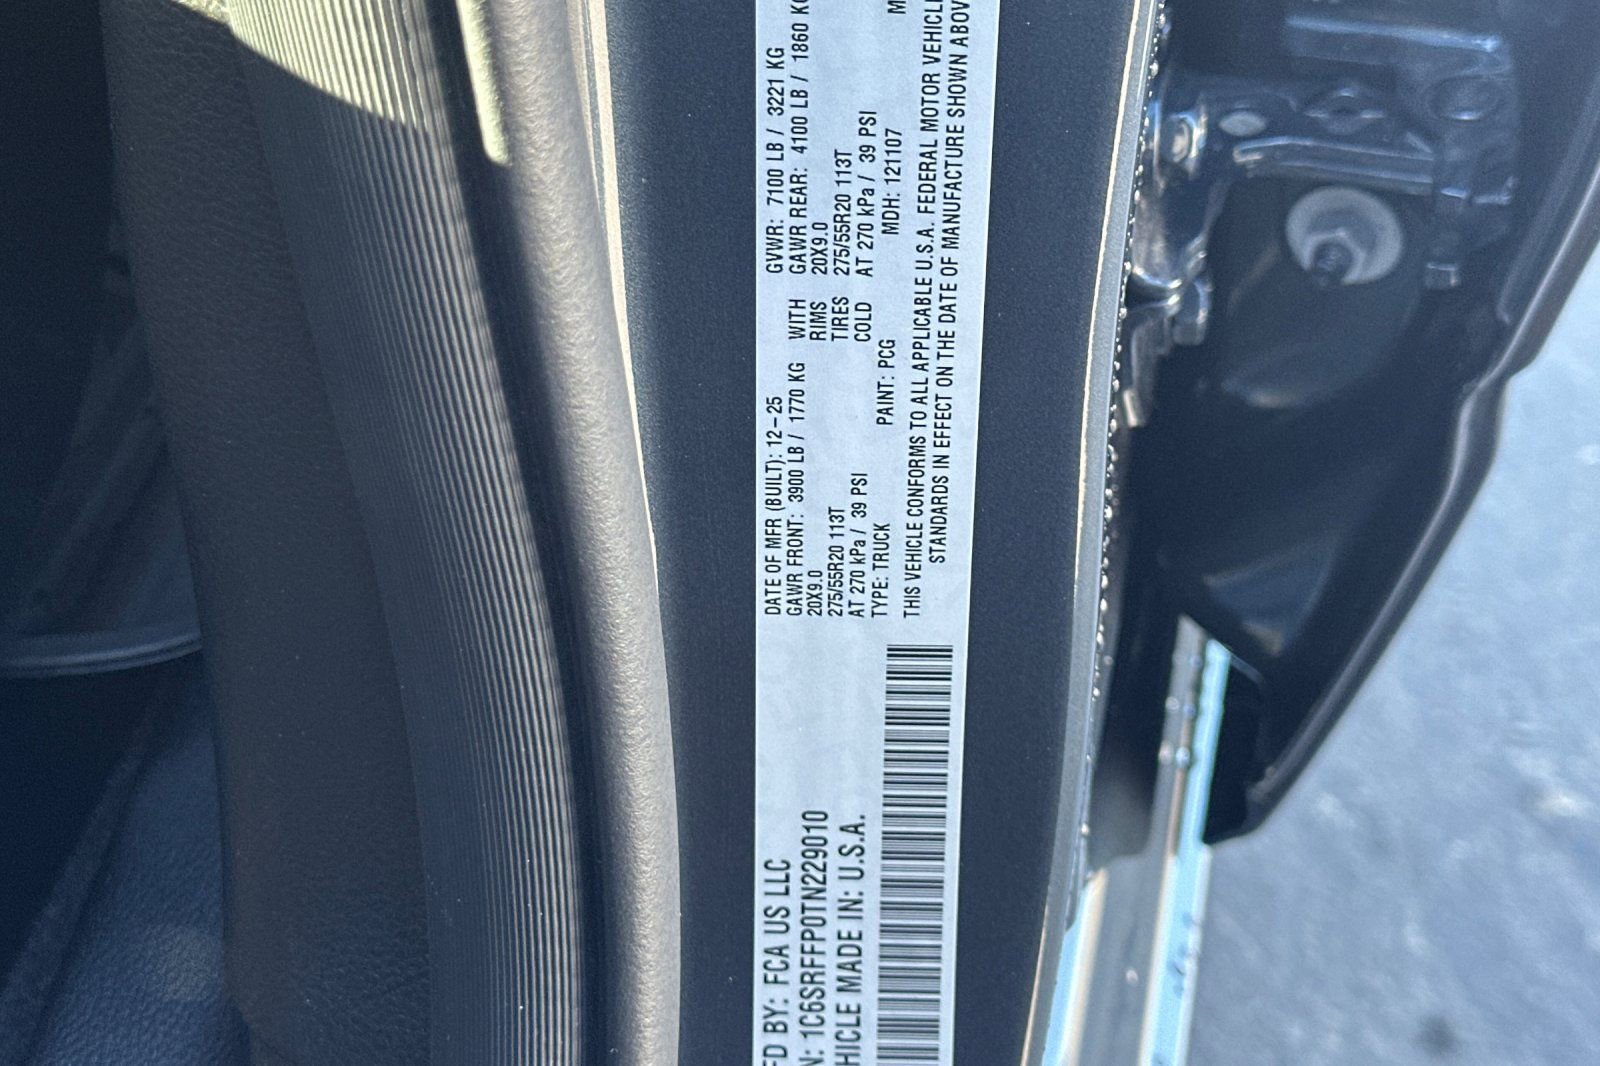 FD BY: FCA US LLC
N: 1C6SRFFP0TN229010
HICLE MADE IN: U.S.A.
DATE OF MFR (BUILT): 12-25 GVWR: 7100 LB / 3221 KG
GAWR FRONT: 3900 LB / 1770 KG WITH GAWR REAR: 4100 LB / 1860 KG
20X9.0 RIMS 20X9.0
275/55R20 113T TIRES 275/55R20 113T
AT 270 kPa / 39 PSI COLD AT 270 kPa / 39 PSI
TYPE: TRUCK PAINT: PCG MDH: 121107 M
THIS VEHICLE CONFORMS TO ALL APPLICABLE U.S.A. FEDERAL MOTOR VEHICL
STANDARDS IN EFFECT ON THE DATE OF MANUFACTURE SHOWN ABOV